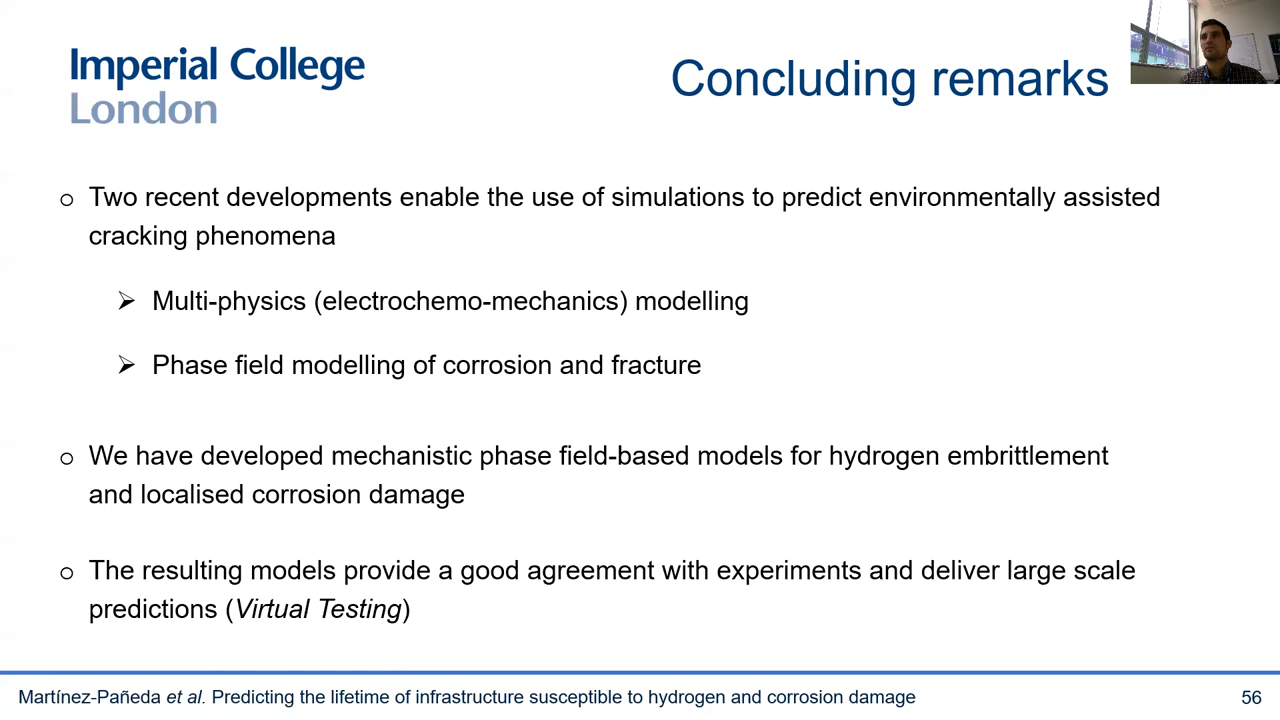 Imperial College
London
Concluding remarks
o Two recent developments enable the use of simulations to predict environmentally assisted
cracking phenomena
➢ Multi-physics (electrochemo-mechanics) modelling
➢ Phase field modelling of corrosion and fracture
o We have developed mechanistic phase field-based models for hydrogen embrittlement
and localised corrosion damage
o The resulting models provide a good agreement with experiments and deliver large scale
predictions (Virtual Testing)
Martínez-Pañeda et al. Predicting the lifetime of infrastructure susceptible to hydrogen and corrosion damage
56